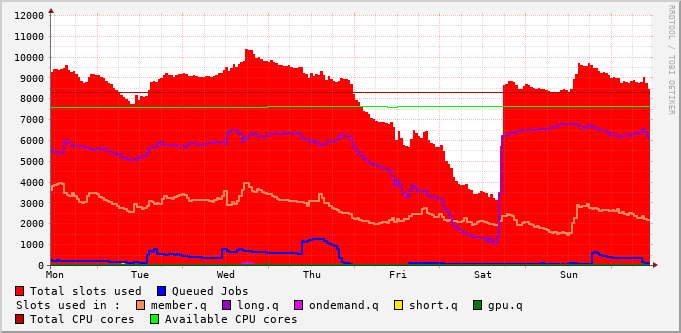 12000
11000
10000
9000
8000
7000
6000
5000
4000
3000
2000
1000
0
Mon Tue Wed Thu Fri Sat Sun
RRDTOOL / TOBI OETIKER
Total slots used Queued Jobs
Slots used in : member.q long.q ondemand.q short.q gpu.q
Total CPU cores Available CPU cores